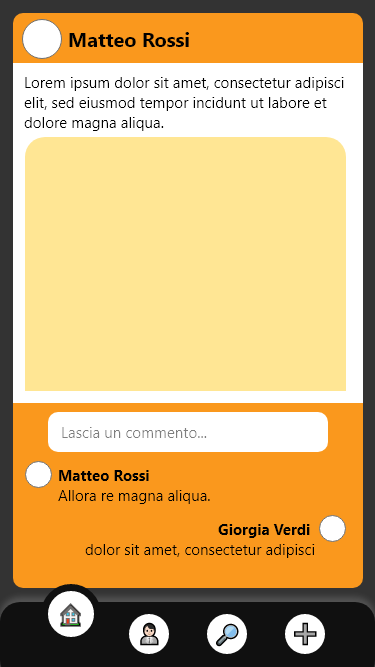 Matteo Rossi
Lorem ipsum dolor sit amet, consectetur adipisci
elit, sed eiusmod tempor incidunt ut labore et
dolore magna aliqua.
Lascia un commento...
Matteo Rossi
Allora re magna aliqua.
Giorgia Verdi
dolor sit amet, consectetur adipisci